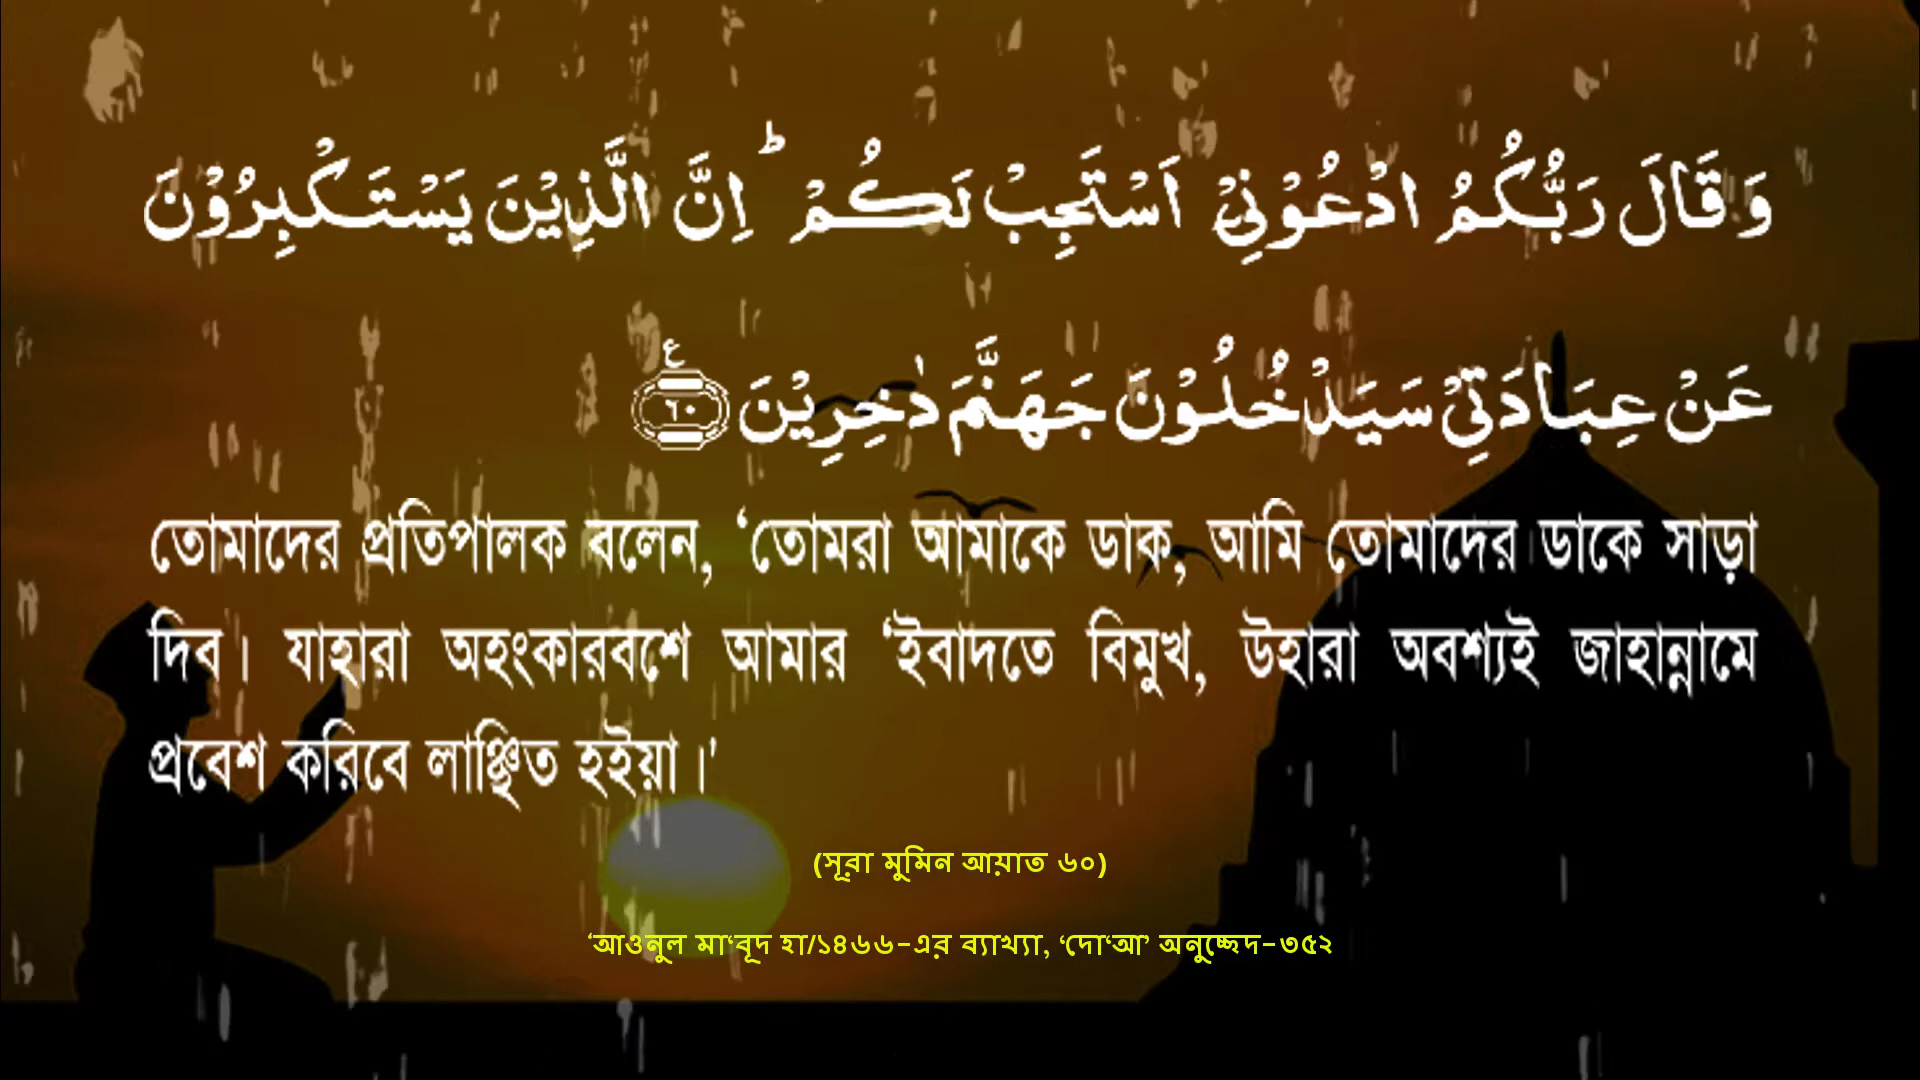 وَقَالَ رَبُّكُمُ ادْعُوْنِيْٓ اَسْتَجِبْ لَكُمْ ؕ اِنَّ الَّذِيْنَ يَسْتَكْبِرُوْنَ
عَنْ عِبَادَتِيْ سَيَدْخُلُوْنَ جَهَنَّمَ دٰخِرِيْنَ ۶۰ ع
তোমাদের প্রতিপালক বলেন, ‘তোমরা আমাকে ডাক, আমি তোমাদের ডাকে সাড়া
দিব। যাহারা অহংকারবশে আমার ‘ইবাদতে বিমুখ, উহারা অবশ্যই জাহান্নামে
প্রবেশ করিবে লাঞ্ছিত হইয়া।’
(সূরা মুমিন আয়াত ৬০)
‘আওনুল মা‘বূদ হা/১৪৬৬-এর ব্যাখ্যা, ‘দো‘আ’ অনুচ্ছেদ-৩৫২